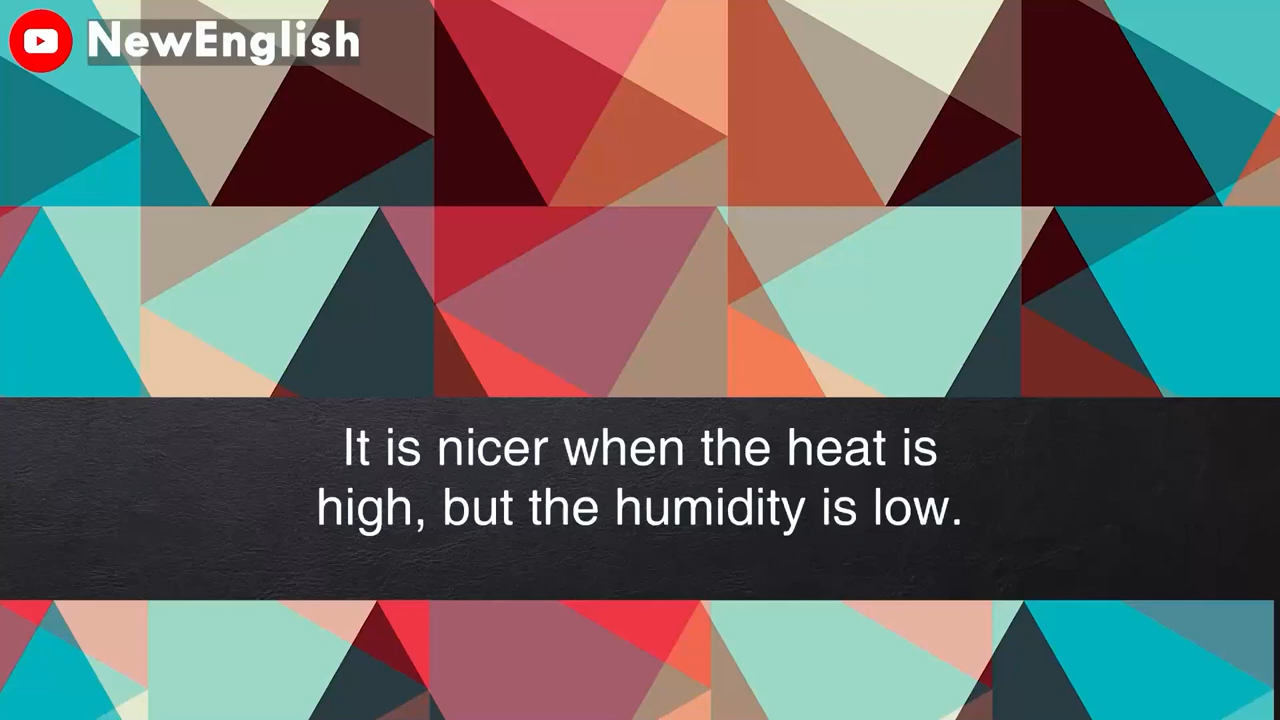 NewEnglish
It is nicer when the heat is
high, but the humidity is low.